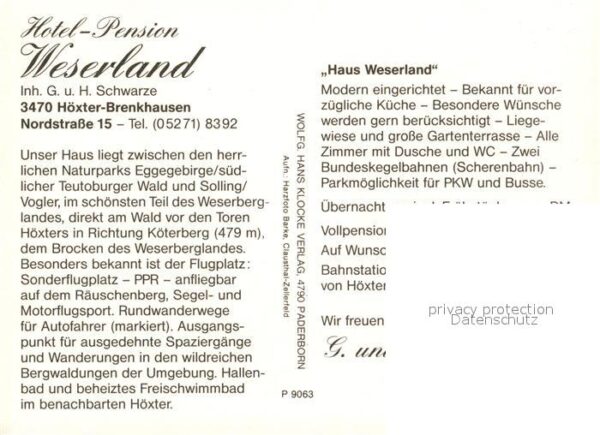 Hotel-Pension
Weserland
Inh. G. u. H. Schwarze
3470 Höxter-Brenkhausen
Nordstraße 15 – Tel. (05271) 8392
Unser Haus liegt zwischen den herr-
lichen Naturparks Eggegebirge/süd-
licher Teutoburger Wald und Solling/
Vogler, im schönsten Teil des Weserberg-
landes, direkt am Wald vor den Toren
Höxters in Richtung Köterberg (479 m),
dem Brocken des Weserberglandes.
Besonders bekannt ist der Flugplatz:
Sonderflugplatz – PPR – anfliegbar
auf dem Räuschenberg, Segel- und
Motorflugsport. Rundwanderwege
für Autofahrer (markiert). Ausgangs-
punkt für ausgedehnte Spaziergänge
und Wanderungen in den wildreichen
Bergwaldungen der Umgebung. Hallen-
bad und beheiztes Freischwimmbad
im benachbarten Höxter.
WOLFG. HANS KLOCKE VERLAG, 4790 PADERBORN
Aufn.: Harzfoto Barke, Clausthal-Zellerfeld
P 9063
„Haus Weserland"
Modern eingerichtet – Bekannt für vor-
zügliche Küche – Besondere Wünsche
werden gern berücksichtigt – Liege-
wiese und große Gartenterrasse – Alle
Zimmer mit Dusche und WC – Zwei
Bundeskegelbahnen (Scherenbahn) –
Parkmöglichkeit für PKW und Busse.
Vollpension
Auf Wunsc
Bahnstatio
von Höxter
Wir freuen
G. und
privacy protection
Datenschutz